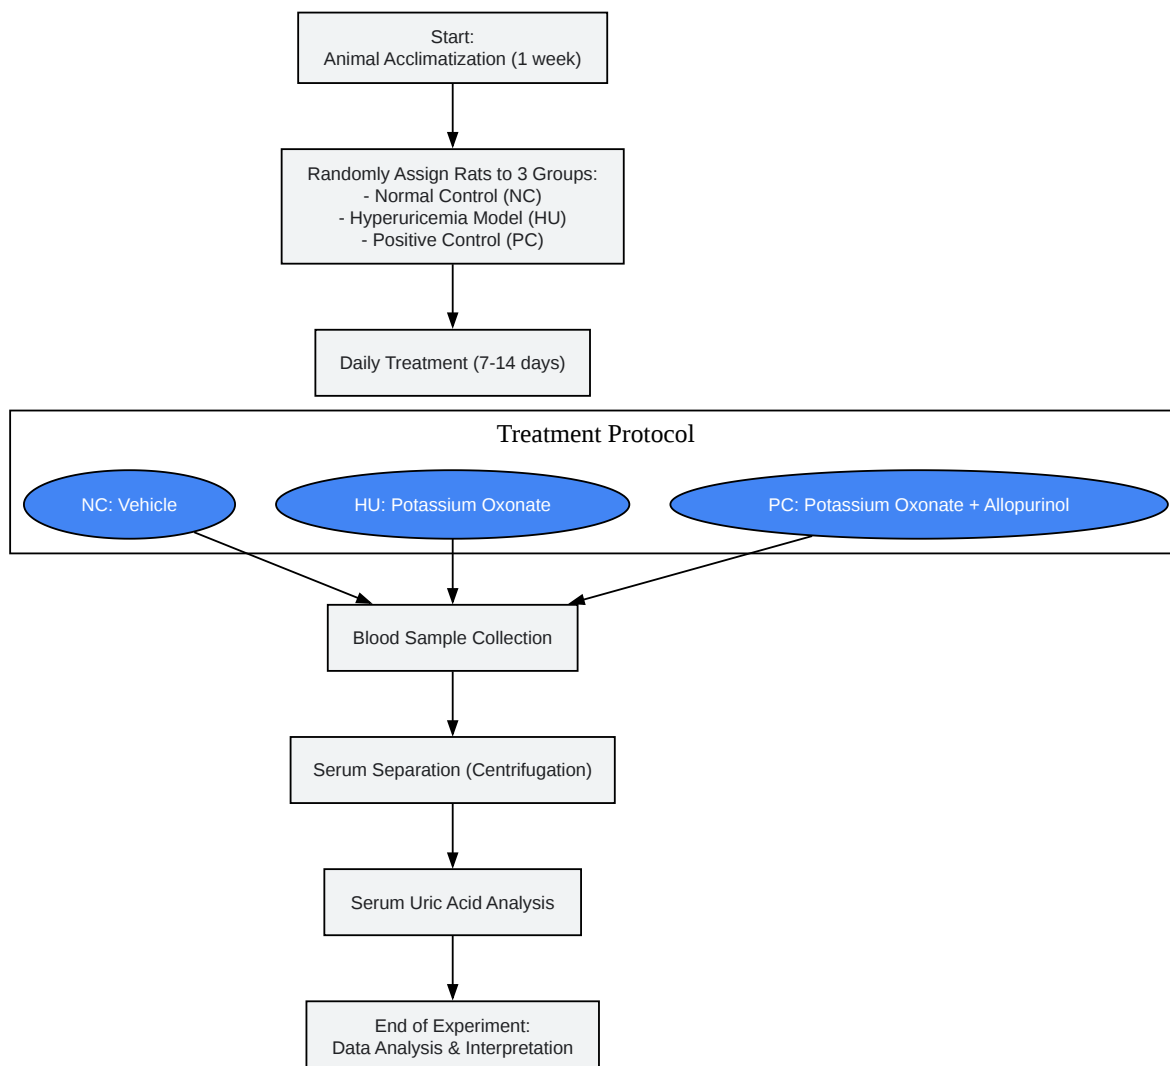 Start:
Animal Acclimatization (1 week)
Randomly Assign Rats to 3 Groups:
- Normal Control (NC)
- Hyperuricemia Model (HU)
- Positive Control (PC)
Daily Treatment (7-14 days)
Treatment Protocol
NC: Vehicle
HU: Potassium Oxonate
PC: Potassium Oxonate + Allopurinol
Blood Sample Collection
Serum Separation (Centrifugation)
Serum Uric Acid Analysis
End of Experiment:
Data Analysis & Interpretation